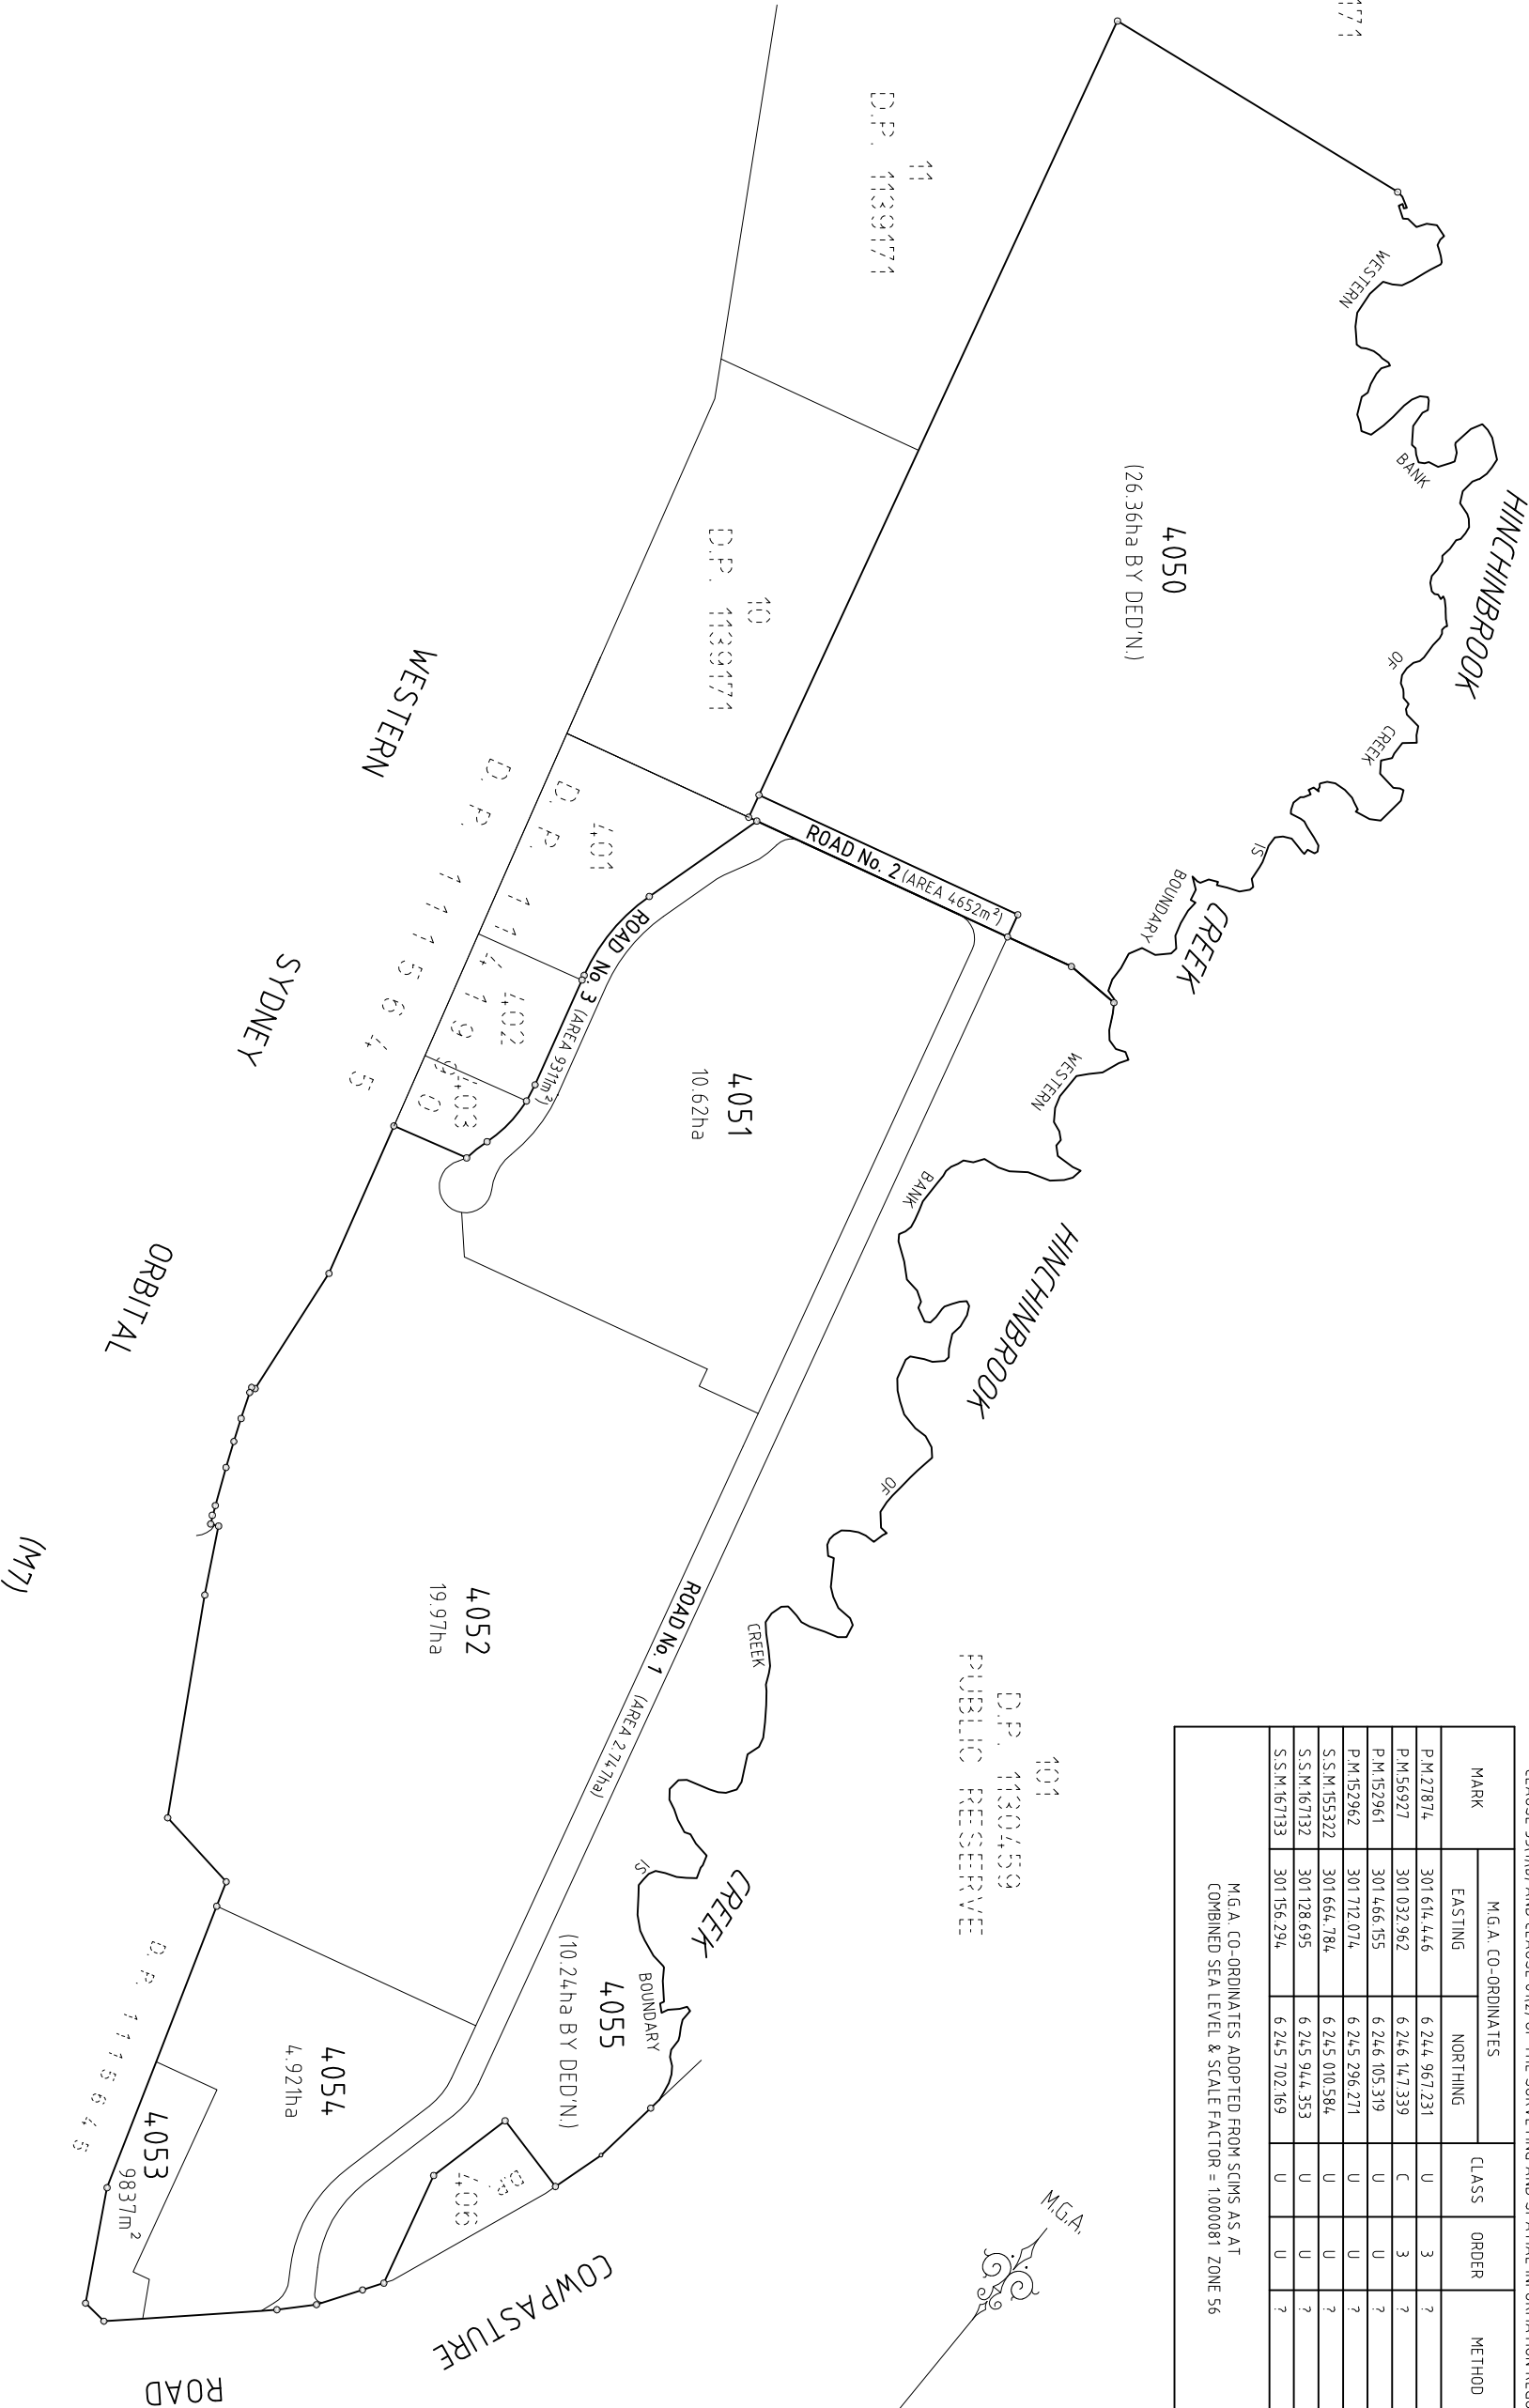 4050
(26.36ha BY DED'N.)
11
D.P. 1139171
10
D.P. 1139171
HINCHINBROOK
CREEK
WESTERN
BANK
OF
CREEK
IS
BOUNDARY
ROAD No. 2 (AREA 4652m²)
ROAD No. 3 (AREA 931m²)
401
402
403
D. P. 1141990
D. P. 1115645
WESTERN
SYDNEY
ORBITAL
(M7)
4051
10.62ha
WESTERN
BANK
OF
CREEK
IS
BOUNDARY
HINCHINBROOK
CREEK
ROAD No. 1 (AREA 2.747ha)
4052
19.97ha
101
D.P. 1130459
PUBLIC RESERVE
4055
(10.24ha BY DED'N.)
4054
4.921ha
4053
9837m²
D. P. 1115645
D.P.
406
COWPASTURE
ROAD
M.G.A.
MARK
M.G.A. CO-ORDINATES
EASTING NORTHING
CLASS ORDER METHOD
P.M.27874 301 614.446 6 244 967.231 U 3 ?
P.M.56927 301 032.962 6 246 147.339 C 3 ?
P.M.152961 301 466.155 6 246 105.319 U U ?
P.M.152962 301 712.074 6 245 296.271 U U ?
S.S.M.155322 301 664.784 6 245 010.584 U U ?
S.S.M.167132 301 128.695 6 245 944.353 U U ?
S.S.M.167133 301 156.294 6 245 702.169 U U ?
M.G.A. CO-ORDINATES ADOPTED FROM SCIMS AS AT
COMBINED SEA LEVEL & SCALE FACTOR = 1.000081 ZONE 56